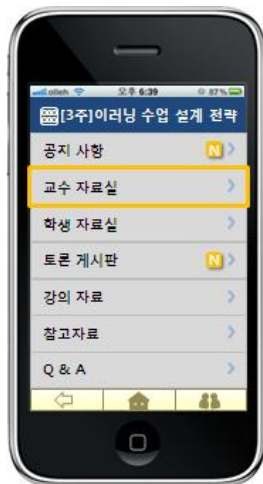 olleh 오후 6:39 87%
[3주]이러닝 수업 설계 전략
공지 사항 N
교수 자료실
학생 자료실
토론 게시판 N
강의 자료
참고자료
Q & A